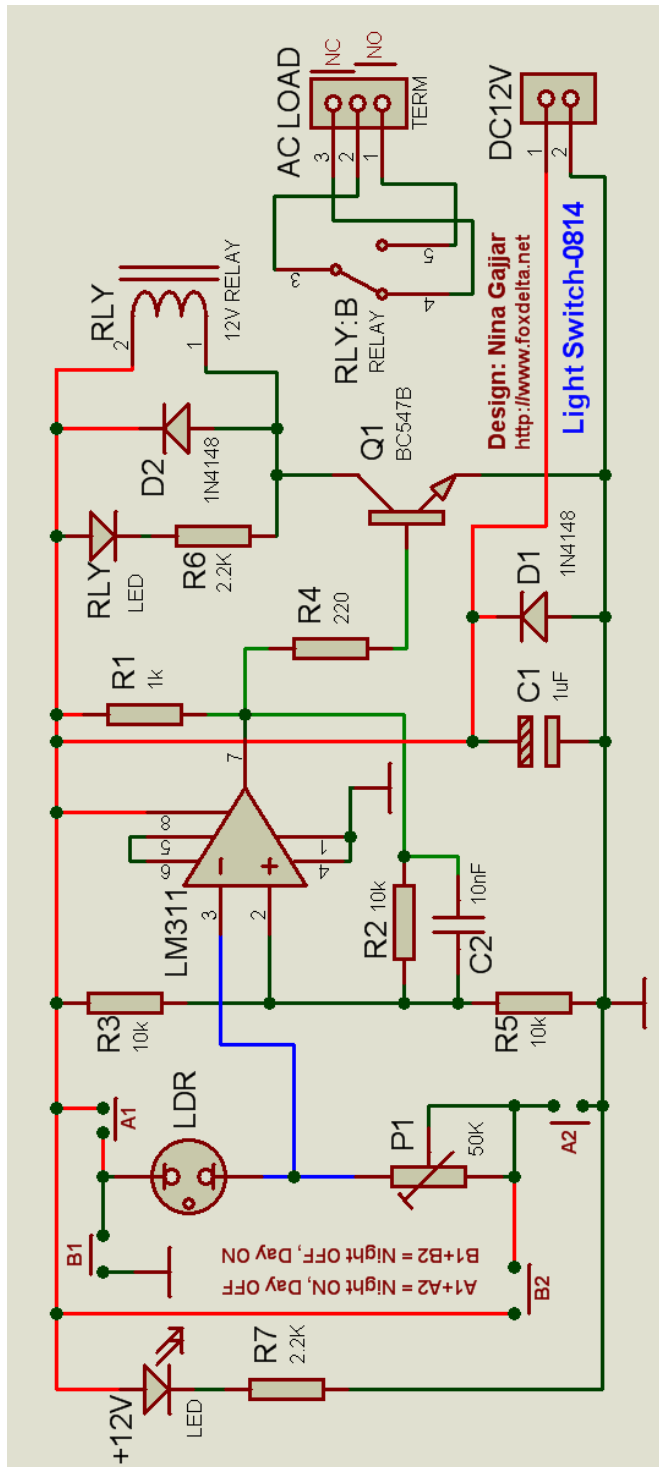 +12V
LED
R7
2.2K
B1
B2
A1+A2 = Night ON, Day OFF
B1+B2 = Night OFF, Day ON
A1
LDR
P1
50K
A2
R3
10k
R5
10k
LM311
3
2
6
5
8
4
1
7
R2
10k
C2
10nF
R1
1k
R4
220
C1
1uF
D1
1N4148
RLY
LED
R6
2.2K
D2
1N4148
Q1
BC547B
RLY
2
1
12V RELAY
RLY:B
RELAY
3
4
5
AC LOAD
3
2
1
NC
NO
TERM
DC12V
1
2
Design: Nina Gajjar
http://www.foxdelta.net
Light Switch-0814